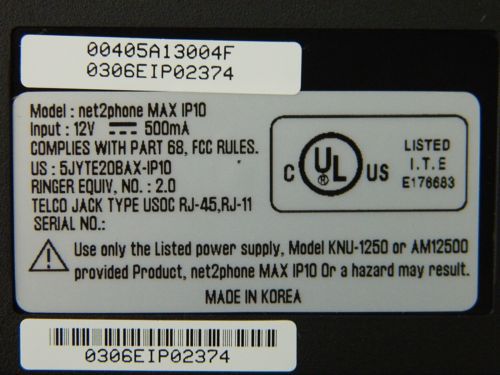 00405A13004F
0306EIP02374
Model : net2phone MAX IP10
Input : 12V 500mA
COMPLIES WITH PART 68, FCC RULES.
US : 5JYTE20BAX-IP10
RINGER EQUIV, NO. : 2.0
TELCO JACK TYPE USOC RJ-45,RJ-11
SERIAL NO.:
C UL ® US
LISTED
I.T.E
E176683
Use only the Listed power supply, Model KNU-1250 or AM12500
provided Product, net2phone MAX IP10 Or a hazard may result.
MADE IN KOREA
0306EIP02374